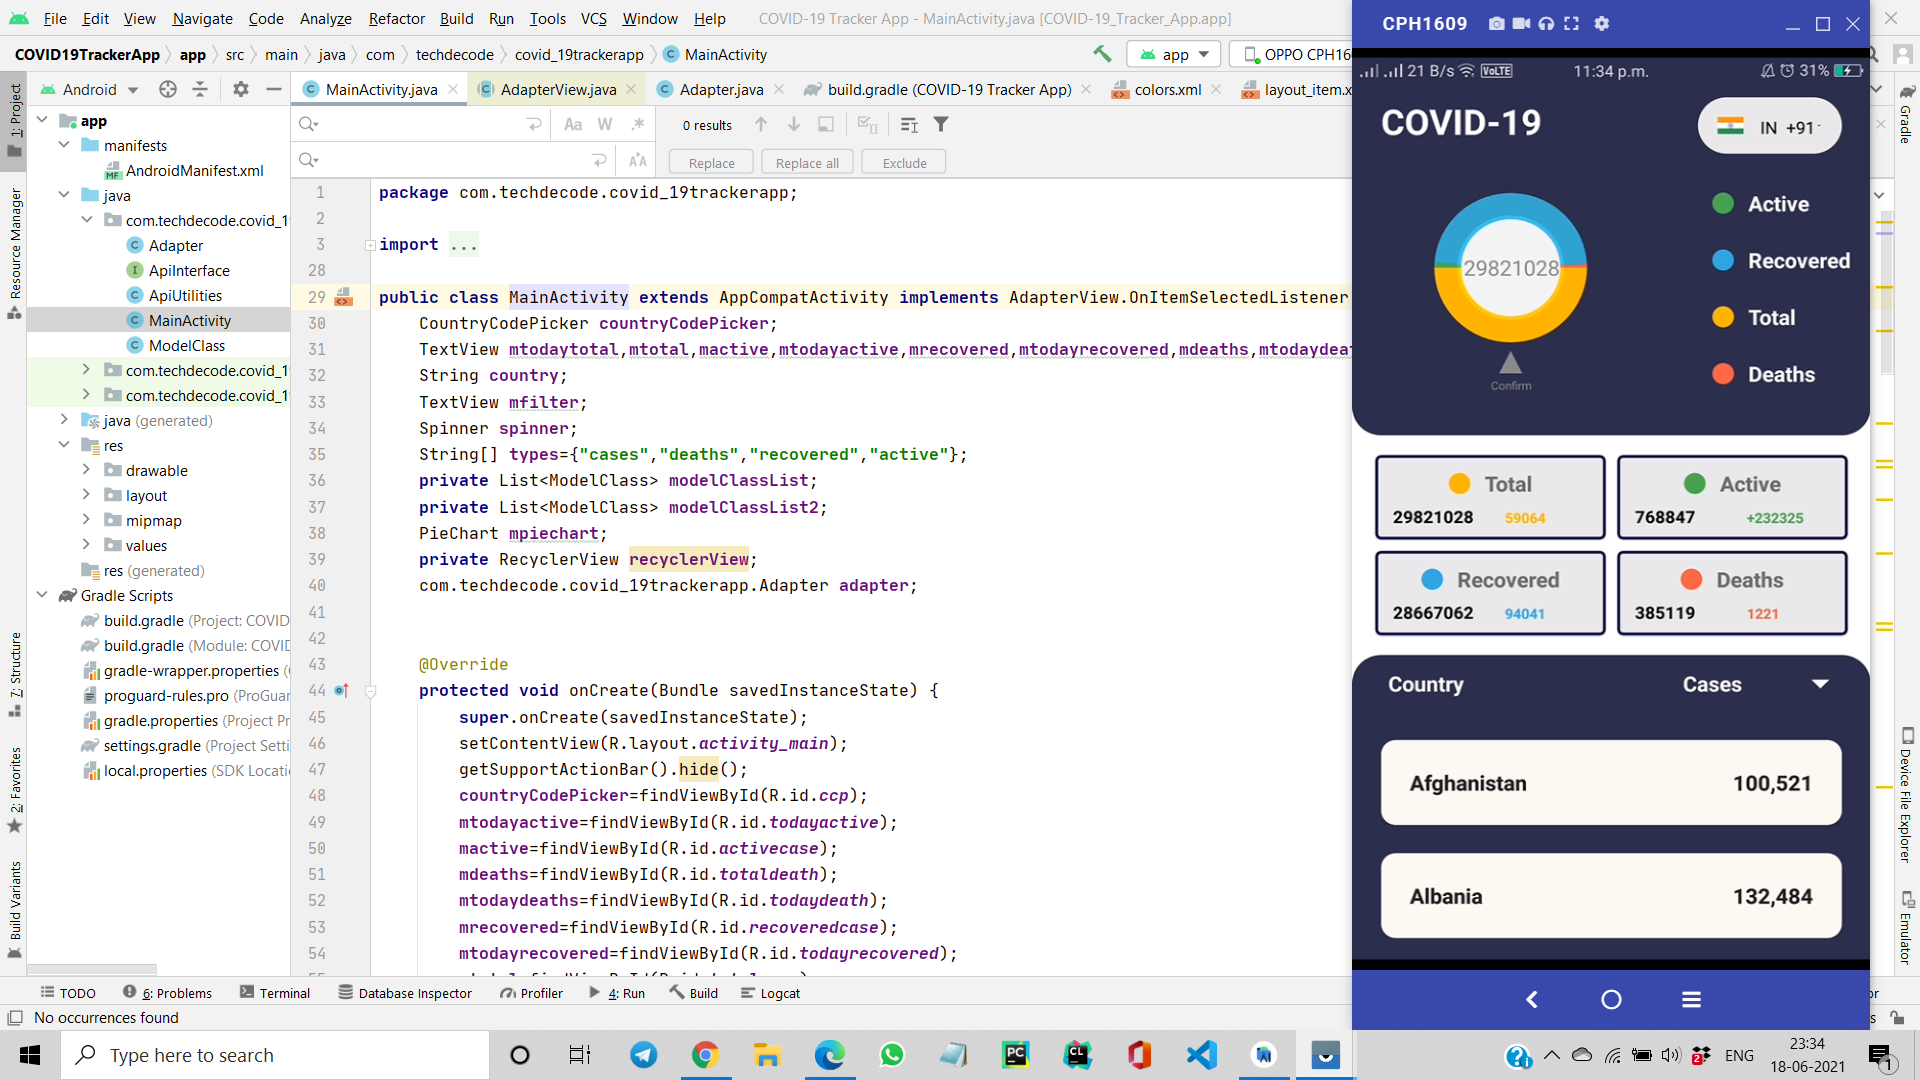 File Edit View Navigate Code Analyze Refactor Build Run Tools VCS Window Help COVID-19 Tracker App - MainActivity.java [COVID-19_Tracker_App.app]
COVID19TrackerApp app src main java com techdecode covid_19trackerapp MainActivity app OPPO CPH16
Android MainActivity.java AdapterView.java Adapter.java build.gradle (COVID-19 Tracker App) colors.xml layout_item.x
Aa W .* 0 results
Replace Replace all Exclude
1: Project
Resource Manager
7: Structure
2: Favorites
Build Variants
app
manifests
AndroidManifest.xml
java
com.techdecode.covid_1
Adapter
ApiInterface
ApiUtilities
MainActivity
ModelClass
com.techdecode.covid_1
com.techdecode.covid_1
java (generated)
res
drawable
layout
mipmap
values
res (generated)
Gradle Scripts
build.gradle (Project: COVID
build.gradle (Module: COVID
gradle-wrapper.properties (
proguard-rules.pro (ProGuar
gradle.properties (Project Pr
settings.gradle (Project Setti
local.properties (SDK Locatio
1 package com.techdecode.covid_19trackerapp;
2
3 import ...
28
29 public class MainActivity extends AppCompatActivity implements AdapterView.OnItemSelectedListener
30 CountryCodePicker countryCodePicker;
31 TextView mtodaytotal,mtotal,mactive,mtodayactive,mrecovered,mtodayrecovered,mdeaths,mtodaydeat
32 String country;
33 TextView mfilter;
34 Spinner spinner;
35 String[] types={"cases","deaths","recovered","active"};
36 private List<ModelClass> modelClassList;
37 private List<ModelClass> modelClassList2;
38 PieChart mpiechart;
39 private RecyclerView recyclerView;
40 com.techdecode.covid_19trackerapp.Adapter adapter;
41
42
43 @Override
44 protected void onCreate(Bundle savedInstanceState) {
45 super.onCreate(savedInstanceState);
46 setContentView(R.layout.activity_main);
47 getSupportActionBar().hide();
48 countryCodePicker=findViewById(R.id.ccp);
49 mtodayactive=findViewById(R.id.todayactive);
50 mactive=findViewById(R.id.activecase);
51 mdeaths=findViewById(R.id.totaldeath);
52 mtodaydeaths=findViewById(R.id.todaydeath);
53 mrecovered=findViewById(R.id.recoveredcase);
54 mtodayrecovered=findViewById(R.id.todayrecovered);
CPH1609
21 B/s VoLTE 11:34 p.m. 31%
COVID-19 IN +91
29821028
Confirm
Active
Recovered
Total
Deaths
Total
29821028 59064
Active
768847 +232325
Recovered
28667062 94041
Deaths
385119 1221
Country Cases
Afghanistan 100,521
Albania 132,484
Gradle
Device File Explorer
Emulator
TODO 6: Problems Terminal Database Inspector Profiler 4: Run Build Logcat
No occurrences found
Type here to search
ENG
23:34
18-06-2021
1